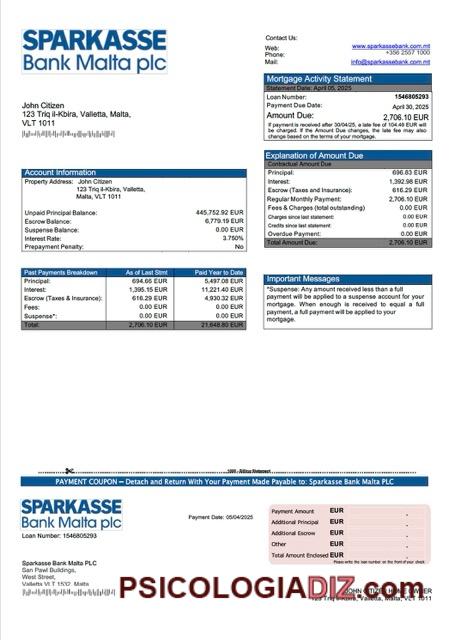 SPARKASSE
Bank Malta plc
Contact Us:
Web: www.sparkassebank.com.mt
Phone: +356 2557 1000
Mail: info@sparkassebank.com.mt
Mortgage Activity Statement
Statement Date: April 05, 2025
Loan Number: 1546805293
Payment Due Date: April 30, 2025
Amount Due: 2,706.10 EUR
If payment is received after 30/04/25, a late fee of 104.46 EUR will
be charged. If the Amount Due changes, the late fee may also
change based on the terms of your mortgage.
John Citizen
123 Triq il-Kbira, Valletta, Malta,
VLT 1011
Explanation of Amount Due
Contractual Amount Due
Principal: 696.83 EUR
Interest: 1,392.98 EUR
Escrow (Taxes and Insurance): 616.29 EUR
Regular Monthly Payment: 2,706.10 EUR
Fees & Charges (total outstanding) 0.00 EUR
Charges since last statement: 0.00 EUR
Credits since last statement: 0.00 EUR
Overdue Payment: 0.00 EUR
Total Amount Due: 2,706.10 EUR
Account Information
Property Address: John Citizen
123 Triq il-Kbira, Valletta,
Malta, VLT 1011
Unpaid Principal Balance: 445,752.92 EUR
Escrow Balance: 6,779.19 EUR
Suspense Balance: 0.00 EUR
Interest Rate: 3.750%
Prepayment Penalty: No
Past Payments Breakdown As of Last Stmt Paid Year to Date
Principal: 694.66 EUR 5,497.08 EUR
Interest: 1,395.15 EUR 11,221.40 EUR
Escrow (Taxes & Insurance): 616.29 EUR 4,930.32 EUR
Fees: 0.00 EUR 0.00 EUR
Suspense*: 0.00 EUR 0.00 EUR
Total: 2,706.10 EUR 21,648.80 EUR
Important Messages
*Suspense: Any amount received less than a full
payment will be applied to a suspense account for your
mortgage. When enough is received to equal a full
payment, a full payment will be applied to your
mortgage.
PAYMENT COUPON – Detach and Return With Your Payment Made Payable to: Sparkasse Bank Malta PLC
SPARKASSE
Bank Malta plc
Loan Number: 1546805293
Payment Date: 05/04/2025
Payment Amount EUR
Additional Principal EUR
Additional Escrow EUR
Other EUR
Total Amount Enclosed EUR
Please write the loan number on the front of your check
Sparkasse Bank Malta PLC
San Pawl Buildings,
West Street,
Valletta VLT 1532, Malta
PSICOLOGIADIZ.com